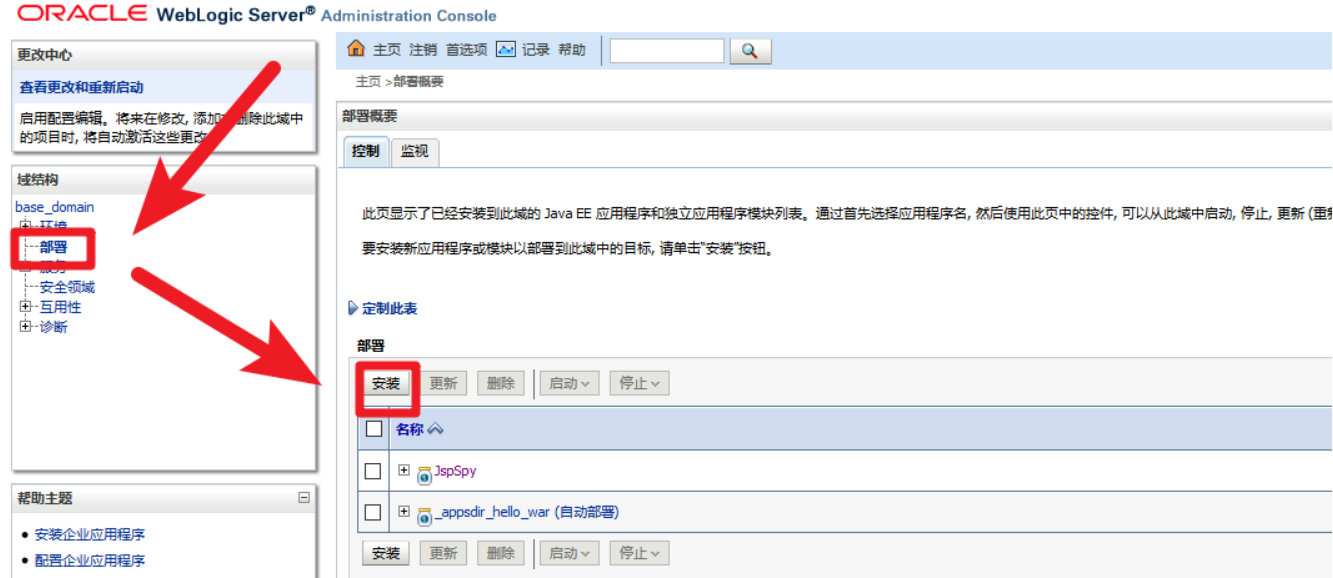 ORACLE WebLogic Server® Administration Console
更改中心
查看更改和重新启动
启用配置编辑。将来在修改, 添加 删除此域中
的项目时, 将自动激活这些更改
域结构
base_domain
环境
部署
服务
安全领域
互用性
诊断
帮助主题
安装企业应用程序
配置企业应用程序
主页 注销 首选项 记录 帮助
主页 >部署概要
部署概要
控制 监视
此页显示了已经安装到此域的 Java EE 应用程序和独立应用程序模块列表。通过首先选择应用程序名, 然后使用此页中的控件, 可以从此域中启动, 停止, 更新 (重新
要安装新应用程序或模块以部署到此域中的目标, 请单击"安装"按钮。
定制此表
部署
安装 更新 删除 启动 停止
名称
JspSpy
_appsdir_hello_war (自动部署)
安装 更新 删除 启动 停止